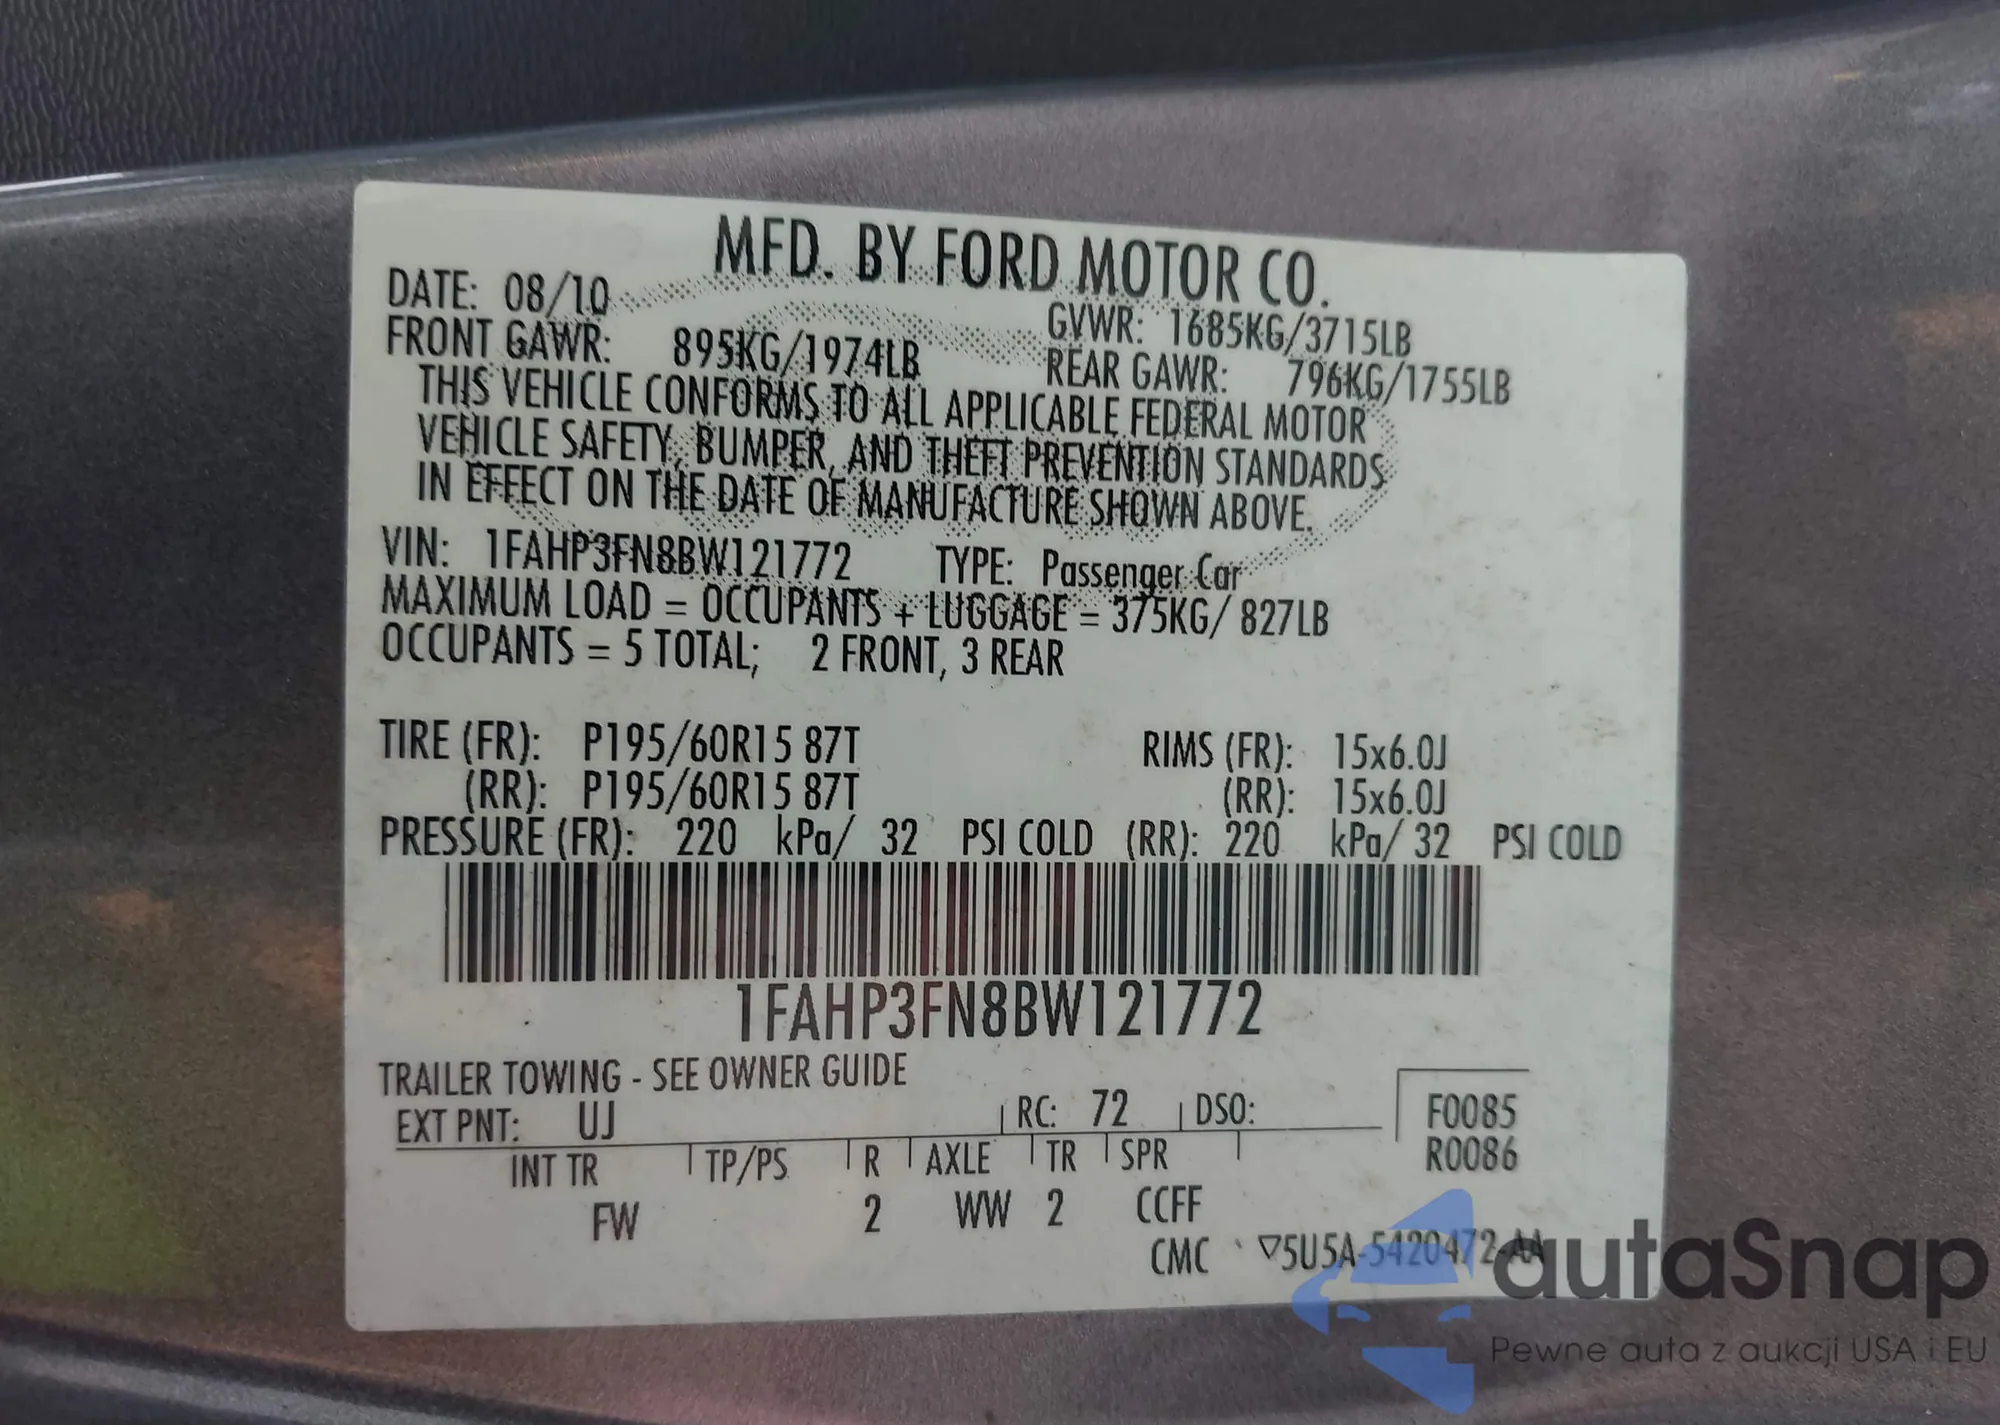 MFD. BY FORD MOTOR CO.
DATE: 08/10 GVWR: 1685KG/3715LB
FRONT GAWR: 895KG/1974LB REAR GAWR: 796KG/1755LB
THIS VEHICLE CONFORMS TO ALL APPLICABLE FEDERAL MOTOR
VEHICLE SAFETY, BUMPER, AND THEFT PREVENTION STANDARDS
IN EFFECT ON THE DATE OF MANUFACTURE SHOWN ABOVE.
VIN: 1FAHP3FN8BW121772 TYPE: Passenger Car
MAXIMUM LOAD = OCCUPANTS + LUGGAGE = 375KG/ 827LB
OCCUPANTS = 5 TOTAL; 2 FRONT, 3 REAR
TIRE (FR): P195/60R15 87T RIMS (FR): 15x6.0J
(RR): P195/60R15 87T (RR): 15x6.0J
PRESSURE (FR): 220 kPa/ 32 PSI COLD (RR): 220 kPa/ 32 PSI COLD
1FAHP3FN8BW121772
TRAILER TOWING - SEE OWNER GUIDE
EXT PNT: UJ RC: 72 DSO: F0085
R0086
INT TR TP/PS R AXLE TR SPR
FW 2 WW 2 CCFF
CMC ▽5U5A-5420472-AA
autaSnap
Pewne auta z aukcji USA i EU